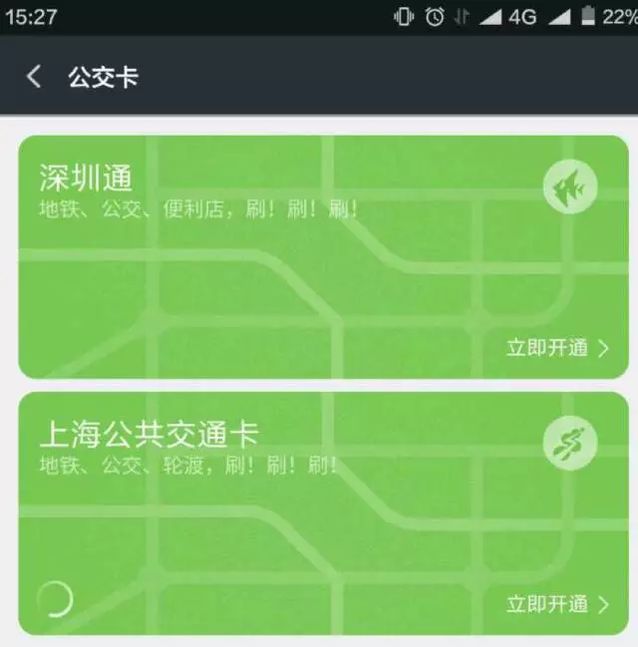 15:27 4G 22%
公交卡
深圳通
地铁、公交、便利店，刷！刷！刷！
立即开通
上海公共交通卡
地铁、公交、轮渡，刷！刷！刷！
立即开通